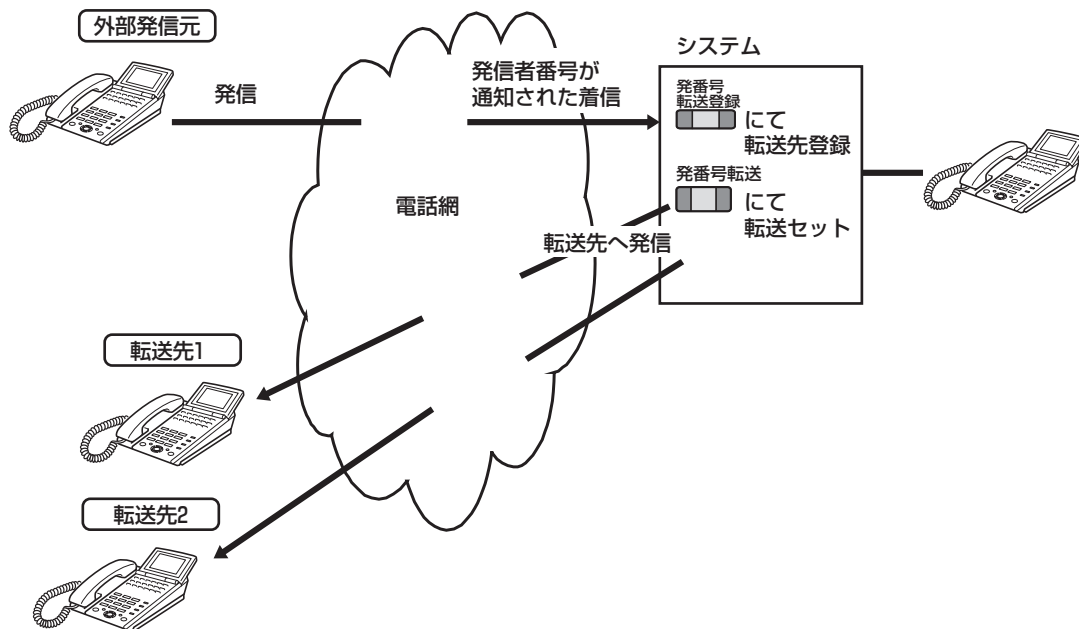 外部発信元
発信
発信者番号が
通知された着信
システム
発番号
転送登録
にて
転送先登録
発番号転送
にて
転送セット
電話網
転送先へ発信
転送先1
転送先2